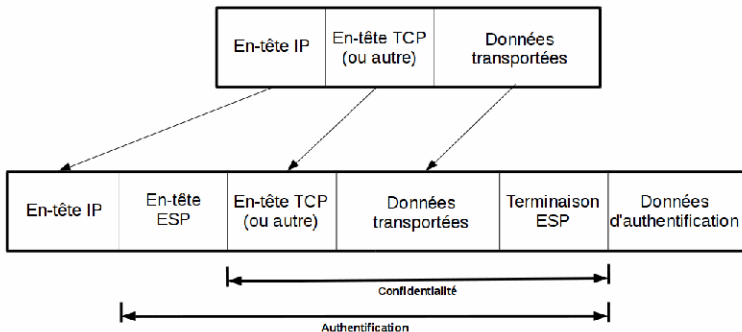 En-tête IP
En-tête TCP
(ou autre)
Données
transportées
En-tête IP
En-tête
ESP
En-tête TCP
(ou autre)
Données
transportées
Terminaison
ESP
Données
d'authentification
Confidentialité
Authentification